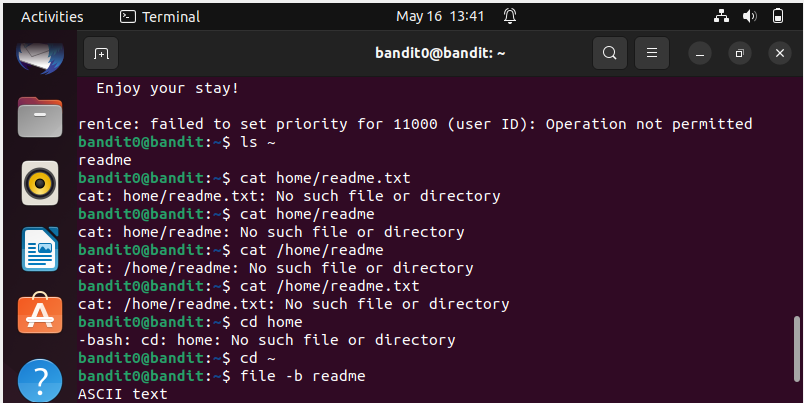 Activities Terminal May 16 13:41
bandit0@bandit: ~
Enjoy your stay!
renice: failed to set priority for 11000 (user ID): Operation not permitted
bandit0@bandit:~$ ls ~
readme
bandit0@bandit:~$ cat home/readme.txt
cat: home/readme.txt: No such file or directory
bandit0@bandit:~$ cat home/readme
cat: home/readme: No such file or directory
bandit0@bandit:~$ cat /home/readme
cat: /home/readme: No such file or directory
bandit0@bandit:~$ cat /home/readme.txt
cat: /home/readme.txt: No such file or directory
bandit0@bandit:~$ cd home
-bash: cd: home: No such file or directory
bandit0@bandit:~$ cd ~
bandit0@bandit:~$ file -b readme
ASCII text